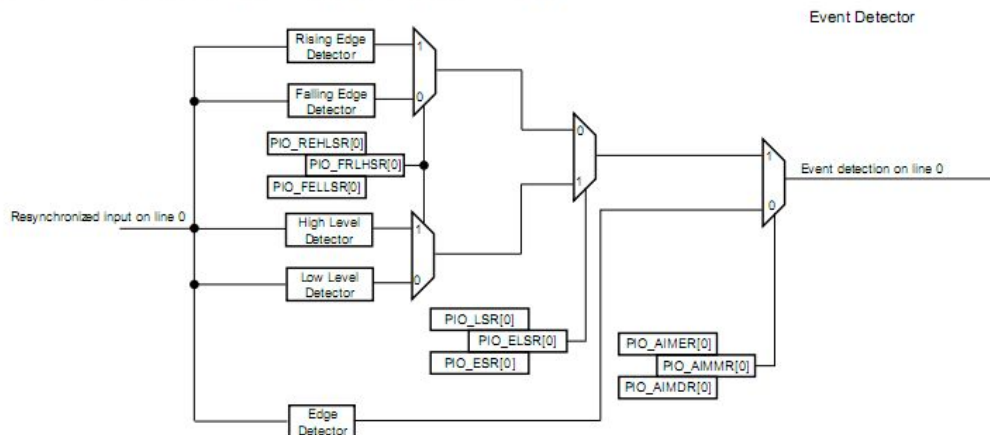 Event Detector
Rising Edge
Detector
1
Falling Edge
Detector
0
PIO_REHLSR[0]
PIO_FRLHSR[0]
PIO_FELLSR[0]
0
1
1
Event detection on line 0
0
Resynchronized input on line 0
High Level
Detector
1
Low Level
Detector
0
PIO_LSR[0]
PIO_ELSR[0]
PIO_ESR[0]
PIO_AIMER[0]
PIO_AIMMR[0]
PIO_AIMDR[0]
Edge
Detector